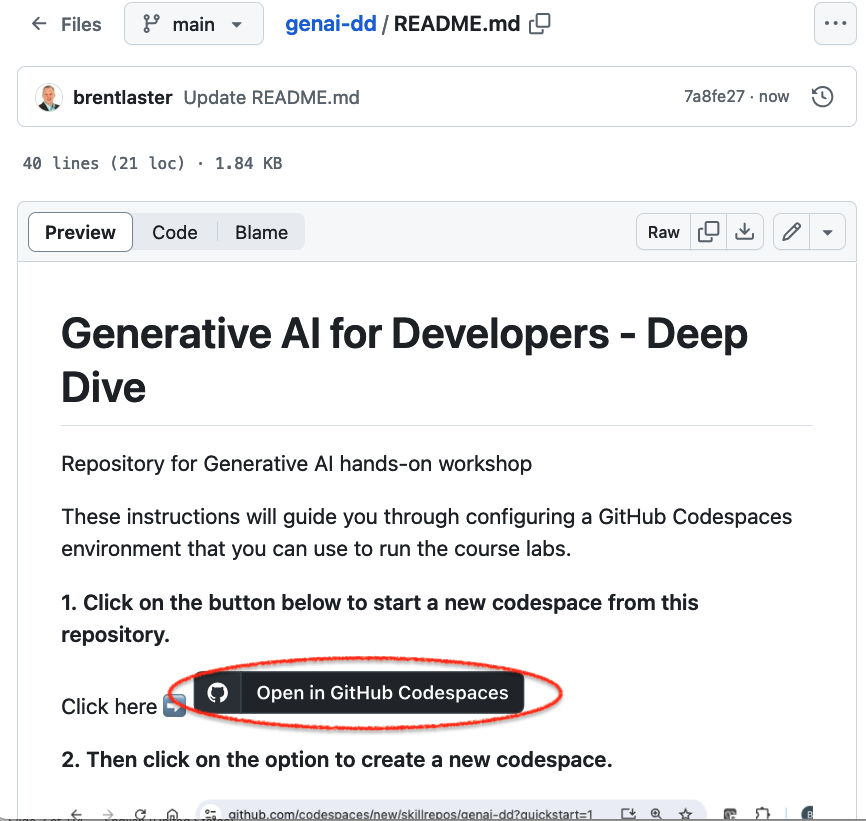 Files main genai-dd / README.md
brentlaster Update README.md 7a8fe27 · now
40 lines (21 loc) · 1.84 KB
Preview Code Blame Raw
Generative AI for Developers - Deep
Dive
Repository for Generative AI hands-on workshop
These instructions will guide you through configuring a GitHub Codespaces
environment that you can use to run the course labs.
1. Click on the button below to start a new codespace from this
repository.
Click here ➡️ Open in GitHub Codespaces
2. Then click on the option to create a new codespace.
github.com/codespaces/new/skillrepos/genai-dd?quickstart=1